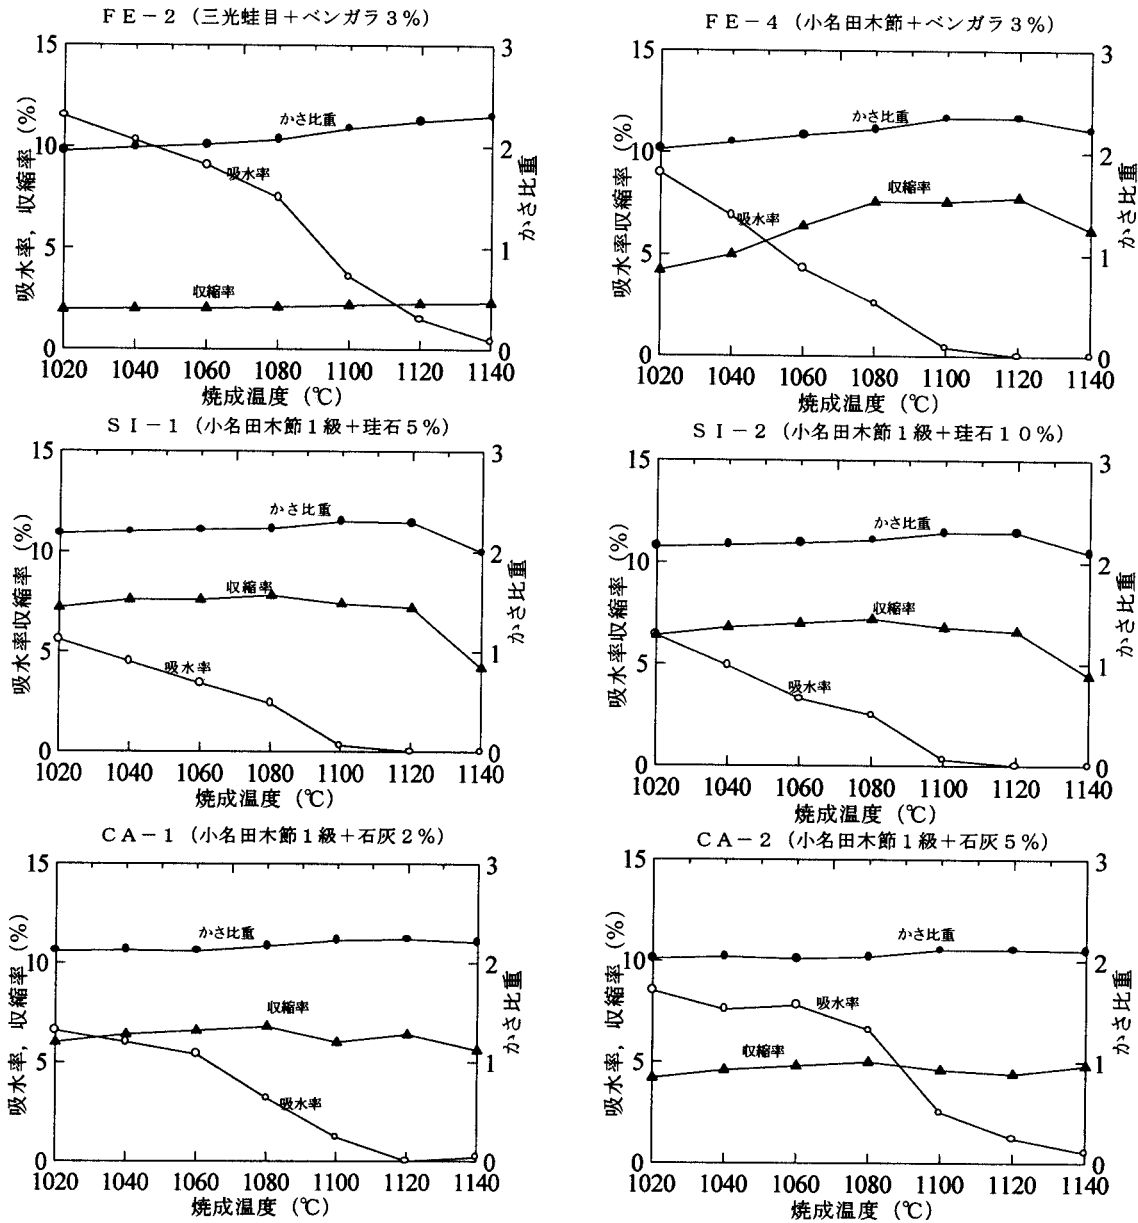 ＦＥ－２（三光蛙目＋ベンガラ３％）
15
10
5
0
3
2
1
0
吸水率，収縮率（％）
かさ比重
かさ比重
吸水率
収縮率
1020 1040 1060 1080 1100 1120 1140
焼成温度（℃）
ＦＥ－４（小名田木節＋ベンガラ３％）
15
10
5
0
3
2
1
0
吸水率収縮率（％）
かさ比重
かさ比重
収縮率
吸水率
1020 1040 1060 1080 1100 1120 1140
焼成温度（℃）
ＳＩ－１（小名田木節１級＋珪石５％）
15
10
5
0
3
2
1
0
吸水率収縮率（％）
かさ比重
かさ比重
収縮率
吸水率
1020 1040 1060 1080 1100 1120 1140
焼成温度（℃）
ＳＩ－２（小名田木節１級＋珪石１０％）
15
10
5
0
3
2
1
0
吸水率収縮率（％）
かさ比重
かさ比重
収縮率
吸水率
1020 1040 1060 1080 1100 1120 1140
焼成温度（℃）
ＣＡ－１（小名田木節１級＋石灰２％）
15
10
5
0
3
2
1
0
吸水率，収縮率（％）
かさ比重
かさ比重
収縮率
吸水率
1020 1040 1060 1080 1100 1120 1140
焼成温度（℃）
ＣＡ－２（小名田木節１級＋石灰５％）
15
10
5
0
3
2
1
0
吸水率，収縮率（％）
かさ比重
かさ比重
吸水率
収縮率
1020 1040 1060 1080 1100 1120 1140
焼成温度（℃）